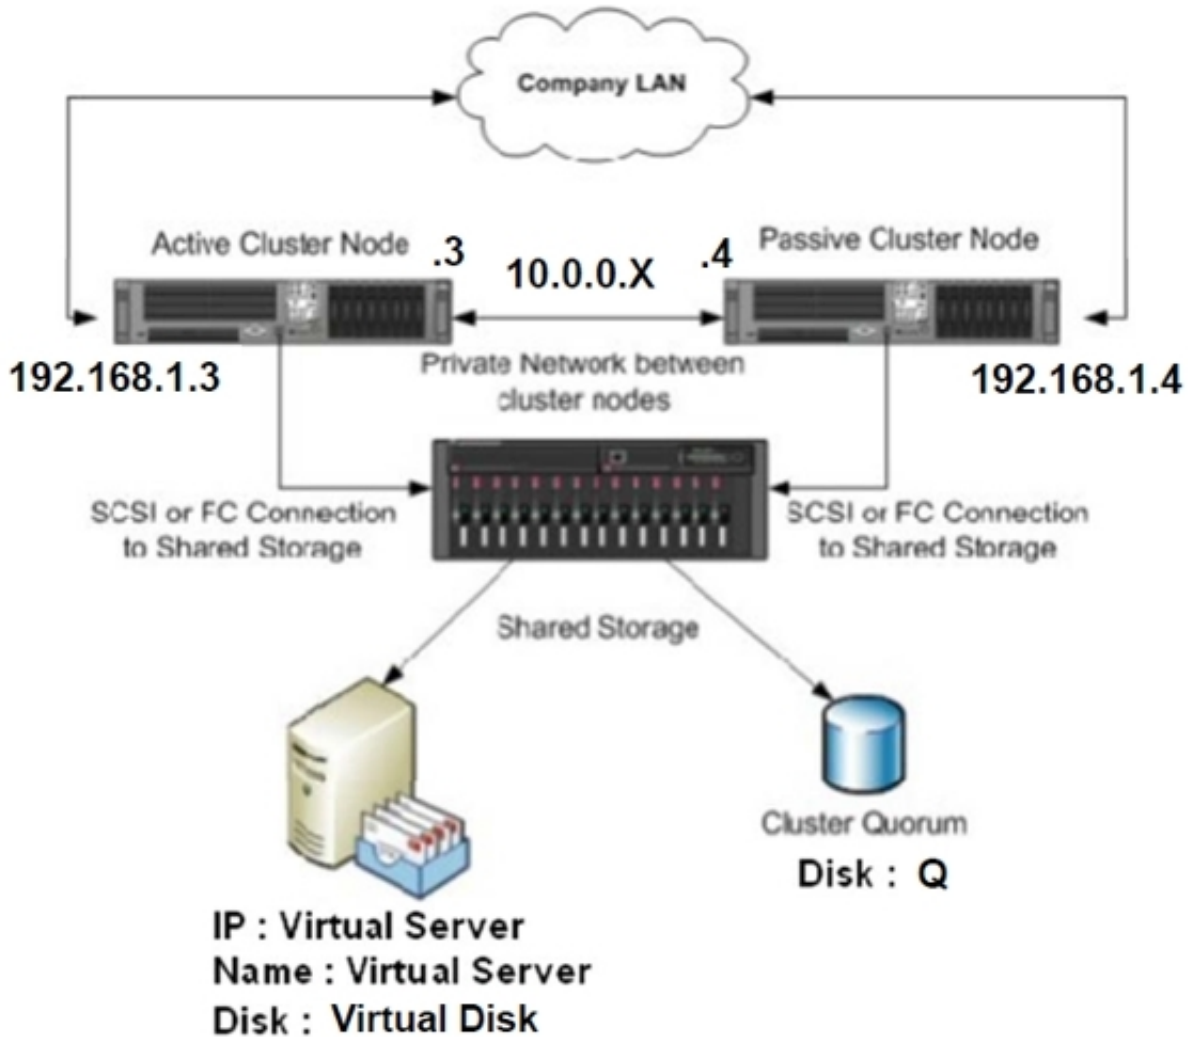 Company LAN
Active Cluster Node
.3
10.0.0.X
.4
Passive Cluster Node
192.168.1.3
Private Network between
cluster nodes
192.168.1.4
SCSI or FC Connection
to Shared Storage
SCSI or FC Connection
to Shared Storage
Shared Storage
Cluster Quorum
Disk : Q
IP : Virtual Server
Name : Virtual Server
Disk : Virtual Disk